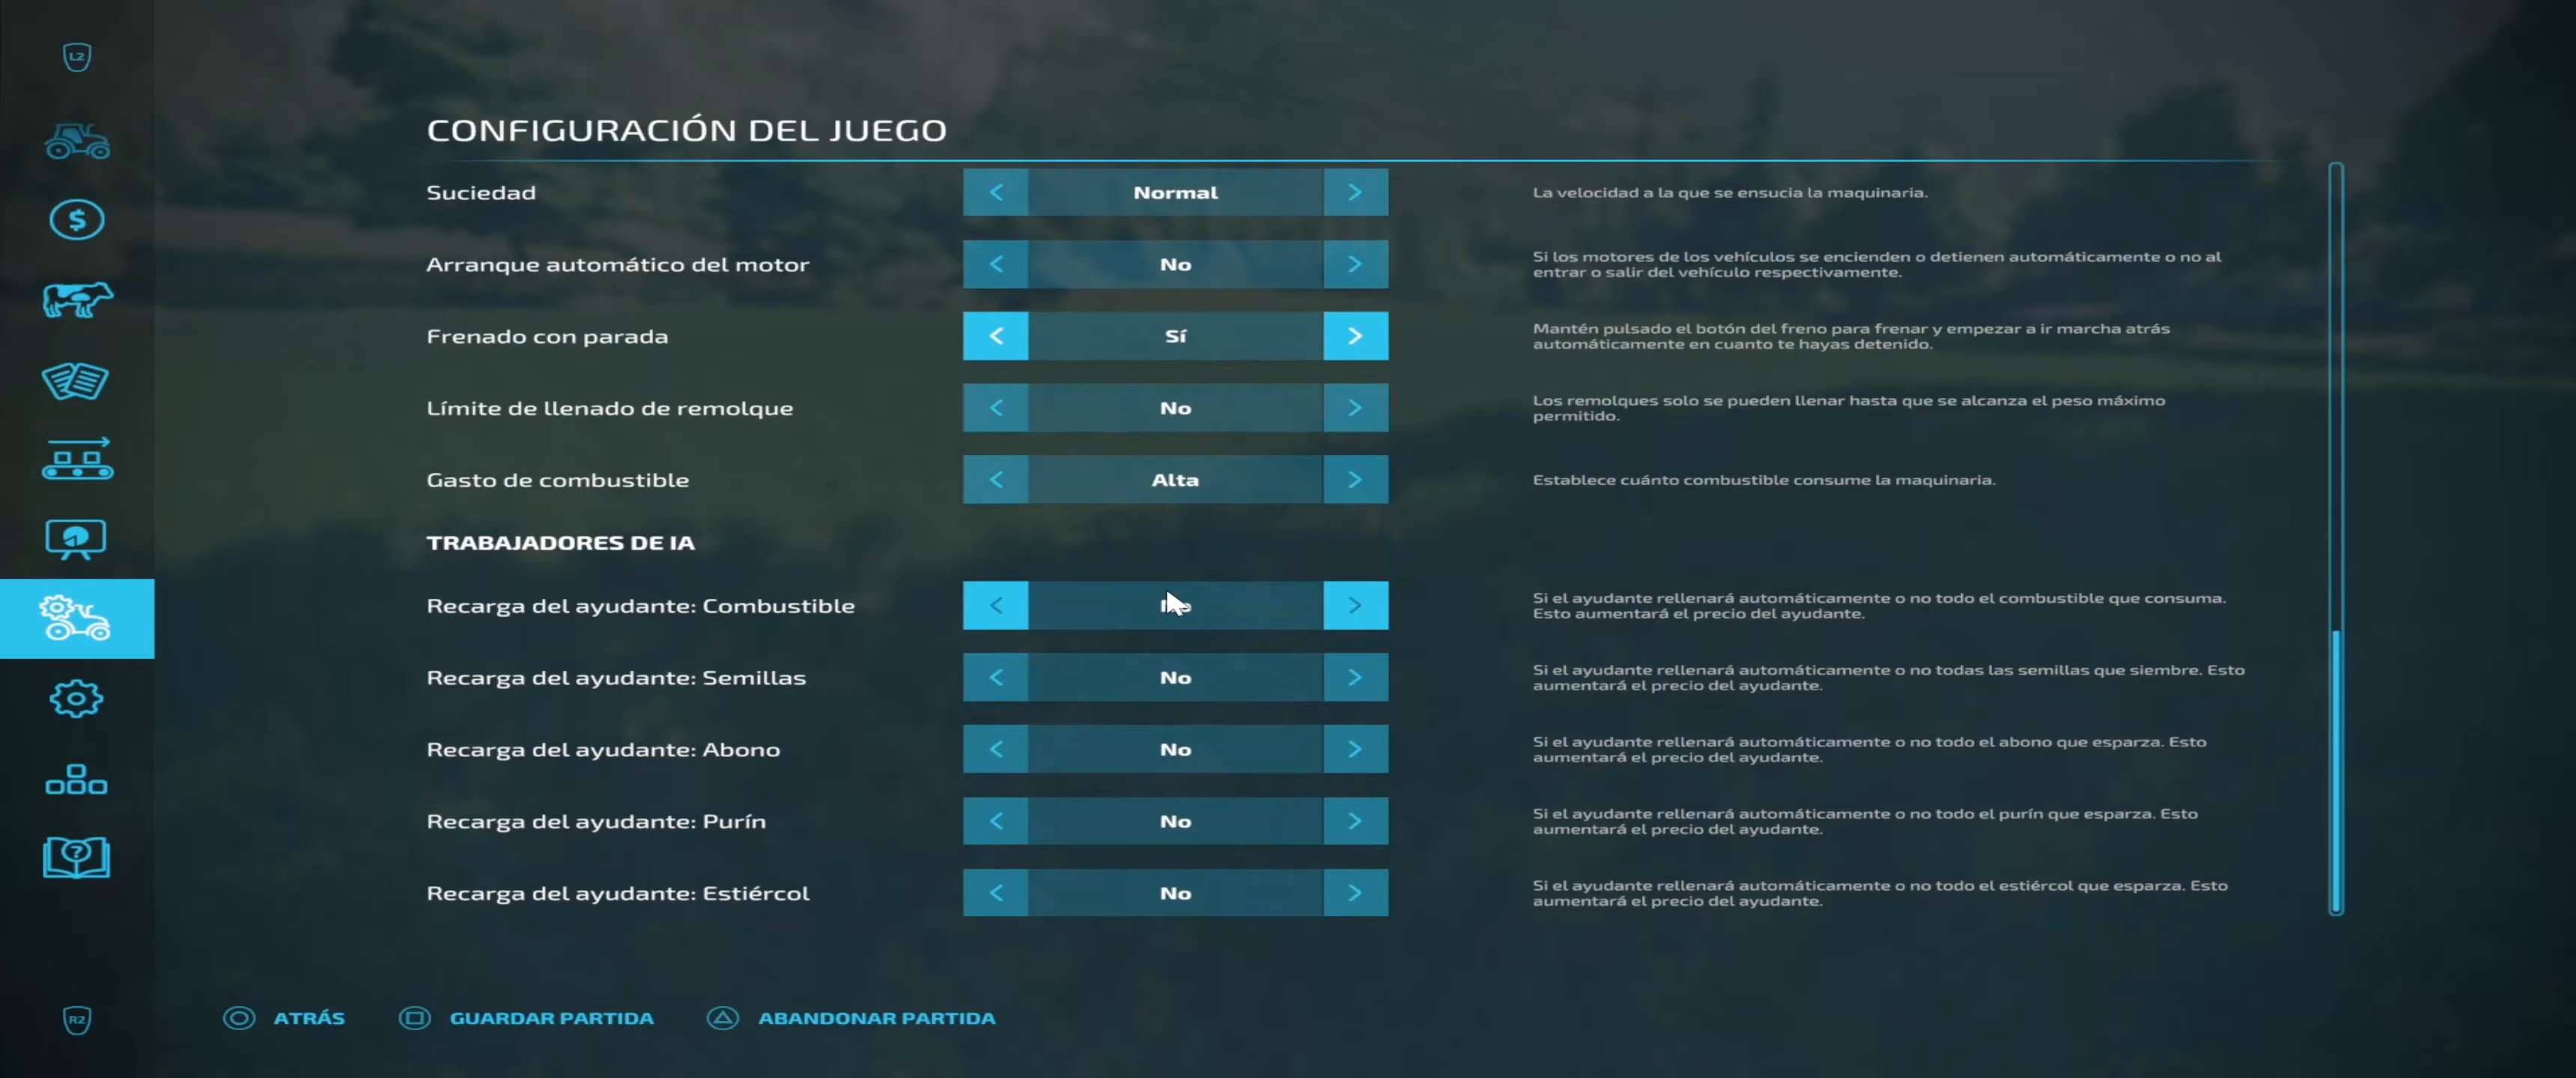 L2
CONFIGURACIÓN DEL JUEGO
Suciedad
Normal
La velocidad a la que se ensucia la maquinaria.
Arranque automático del motor
No
Si los motores de los vehículos se encienden o detienen automáticamente o no al
entrar o salir del vehículo respectivamente.
Frenado con parada
Sí
Mantén pulsado el botón del freno para frenar y empezar a ir marcha atrás
automáticamente en cuanto te hayas detenido.
Límite de llenado de remolque
No
Los remolques solo se pueden llenar hasta que se alcanza el peso máximo
permitido.
Gasto de combustible
Alta
Establece cuánto combustible consume la maquinaria.
TRABAJADORES DE IA
Recarga del ayudante: Combustible
Si el ayudante rellenará automáticamente o no todo el combustible que consuma.
Esto aumentará el precio del ayudante.
Recarga del ayudante: Semillas
No
Si el ayudante rellenará automáticamente o no todas las semillas que siembre. Esto
aumentará el precio del ayudante.
Recarga del ayudante: Abono
No
Si el ayudante rellenará automáticamente o no todo el abono que esparza. Esto
aumentará el precio del ayudante.
Recarga del ayudante: Purín
No
Si el ayudante rellenará automáticamente o no todo el purín que esparza. Esto
aumentará el precio del ayudante.
Recarga del ayudante: Estiércol
No
Si el ayudante rellenará automáticamente o no todo el estiércol que esparza. Esto
aumentará el precio del ayudante.
R2
ATRÁS
GUARDAR PARTIDA
ABANDONAR PARTIDA